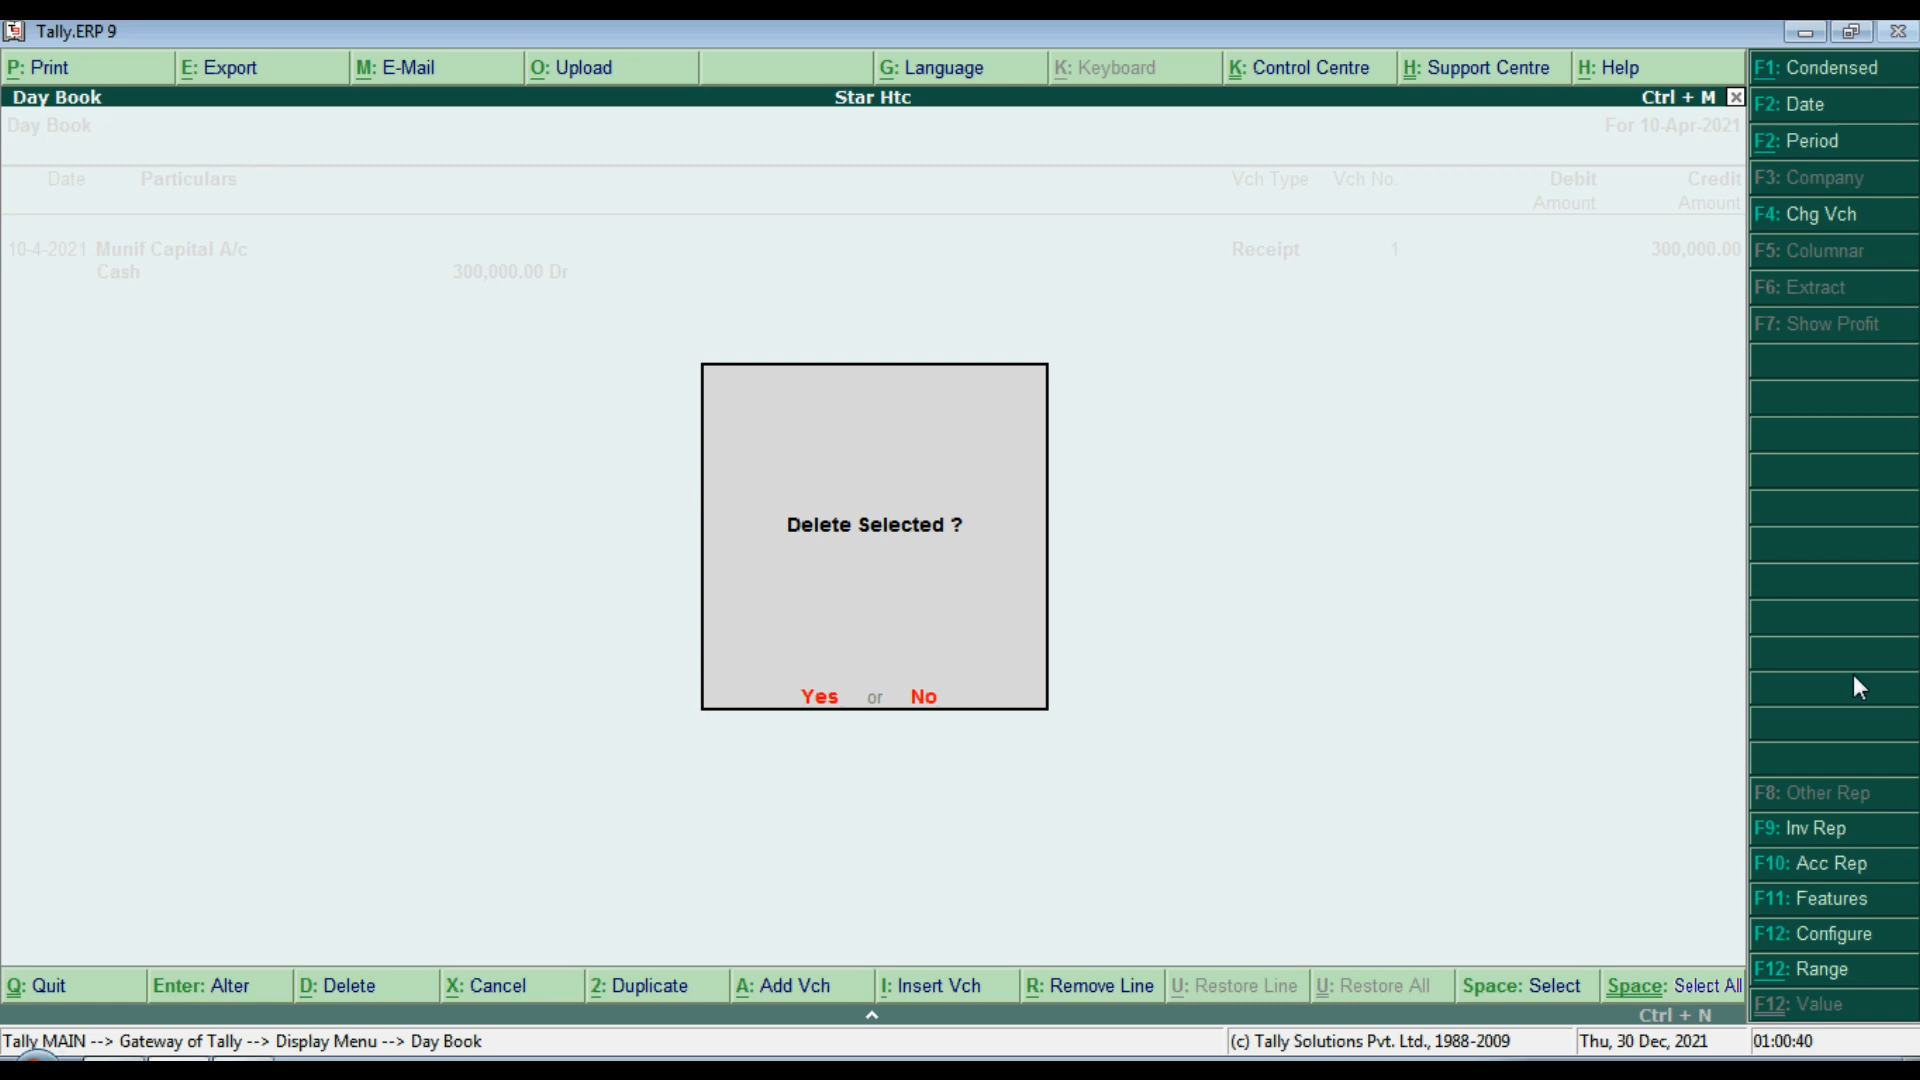 Tally.ERP 9
P: Print E: Export M: E-Mail O: Upload G: Language K: Keyboard K: Control Centre H: Support Centre H: Help
Day Book Star Htc Ctrl + M
Day Book For 10-Apr-2021
Date Particulars Vch Type Vch No. Debit Credit
Amount Amount
10-4-2021 Munif Capital A/c Receipt 1 300,000.00
Cash 300,000.00 Dr
Delete Selected ?
Yes or No
F1: Condensed
F2: Date
F2: Period
F3: Company
F4: Chg Vch
F5: Columnar
F6: Extract
F7: Show Profit
F8: Other Rep
F9: Inv Rep
F10: Acc Rep
F11: Features
F12: Configure
F12: Range
F12: Value
Q: Quit Enter: Alter D: Delete X: Cancel 2: Duplicate A: Add Vch I: Insert Vch R: Remove Line U: Restore Line U: Restore All Space: Select Space: Select All
Ctrl + N
Tally MAIN --> Gateway of Tally --> Display Menu --> Day Book (c) Tally Solutions Pvt. Ltd., 1988-2009 Thu, 30 Dec, 2021 01:00:40